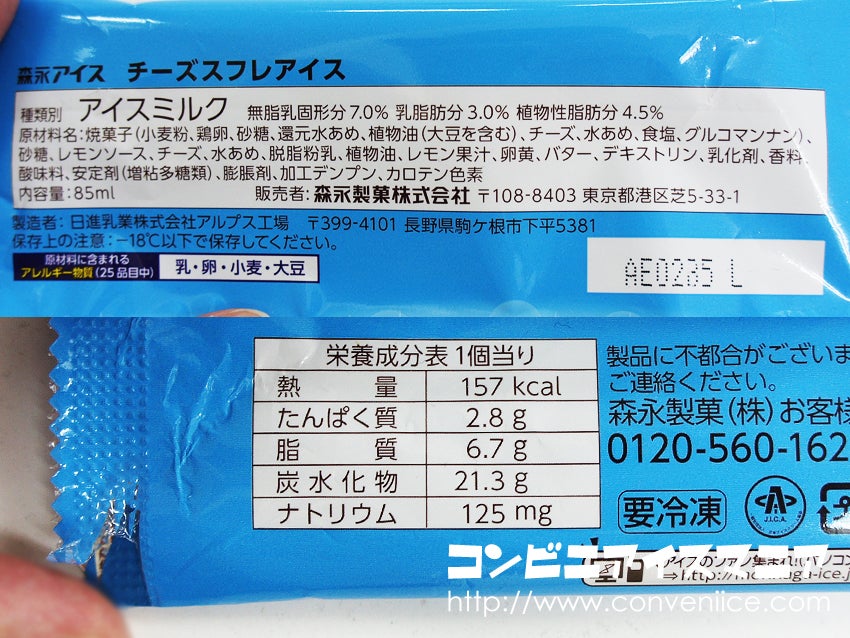 森永アイス チーズスフレアイス
種類別 アイスミルク 無脂乳固形分7.0% 乳脂肪分3.0% 植物性脂肪分4.5%
原材料名:焼菓子(小麦粉、鶏卵、砂糖、還元水あめ、植物油(大豆を含む)、チーズ、水あめ、食塩、グルコマンナン)、
砂糖、レモンソース、チーズ、水あめ、脱脂粉乳、植物油、レモン果汁、卵黄、バター、デキストリン、乳化剤、香料、
酸味料、安定剤(増粘多糖類)、膨脹剤、加工デンプン、カロテン色素
内容量:85ml 販売者:森永製菓株式会社 〒108-8403 東京都港区芝5-33-1
製造者:日進乳業株式会社アルプス工場 〒399-4101 長野県駒ケ根市下平5381
保存上の注意:−18℃以下で保存してください。
原材料に含まれる
アレルギー物質(25品目中) 乳・卵・小麦・大豆
AE0235 L
栄養成分表 1個当り
熱量 157 kcal
たんぱく質 2.8 g
脂質 6.7 g
炭水化物 21.3 g
ナトリウム 125 mg
製品に不都合がございま
ご連絡ください。
森永製菓(株)お客様
0120-560-162
要冷凍
J.I.C.A.
アイスのファン集まれ!(パソコン
http://www.conveniice.com